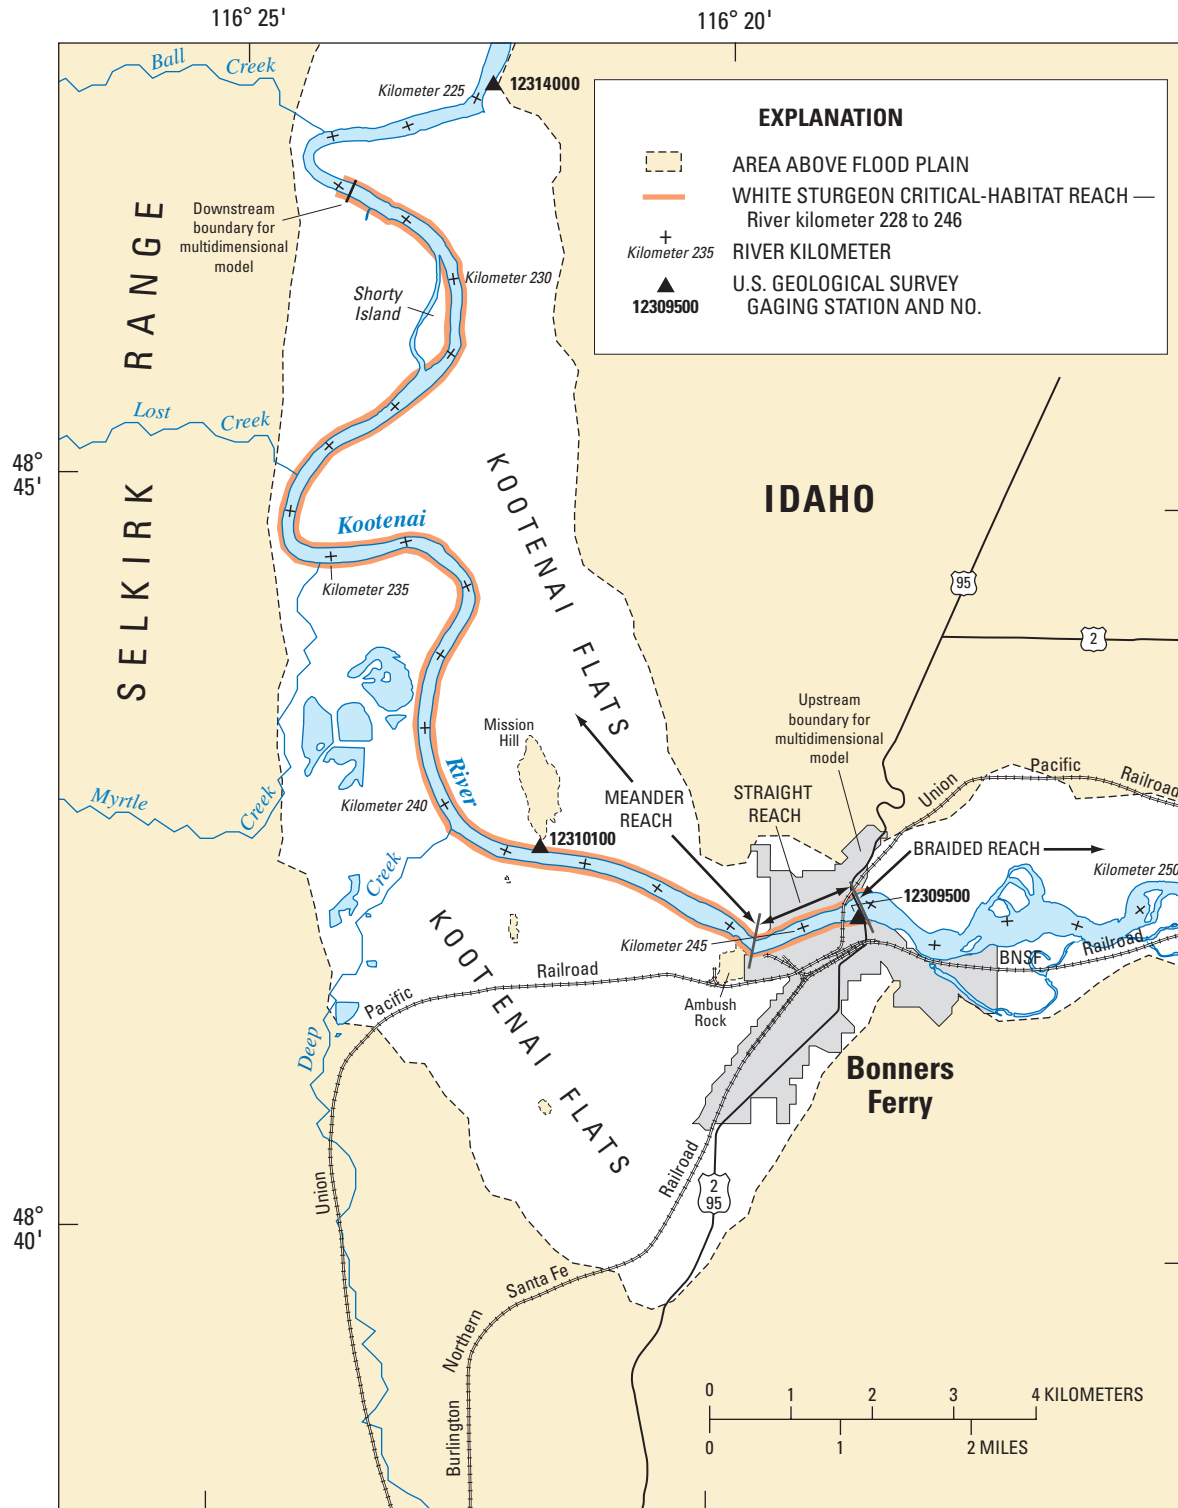 116° 25'
116° 20'
Ball Creek
Kilometer 225
12314000
EXPLANATION
AREA ABOVE FLOOD PLAIN
WHITE STURGEON CRITICAL-HABITAT REACH —
River kilometer 228 to 246
Kilometer 235
RIVER KILOMETER
12309500
U.S. GEOLOGICAL SURVEY
GAGING STATION AND NO.
Downstream
boundary for
multidimensional
model
Kilometer 230
Shorty
Island
SELKIRK RANGE
Lost Creek
48°
45'
Kootenai
River
Kilometer 235
KOOTENAI FLATS
IDAHO
95
2
Upstream
boundary for
multidimensional
model
Mission
Hill
MEANDER
REACH
STRAIGHT
REACH
Union Pacific Railroad
Myrtle Creek
Kilometer 240
12310100
BRAIDED REACH
Kilometer 250
12309500
Kilometer 245
Deep Creek
KOOTENAI FLATS
Union Pacific Railroad
BNSF Railroad
Ambush
Rock
Bonners
Ferry
48°
40'
2
95
Burlington Northern Santa Fe Railroad
0 1 2 3 4 KILOMETERS
0 1 2 MILES